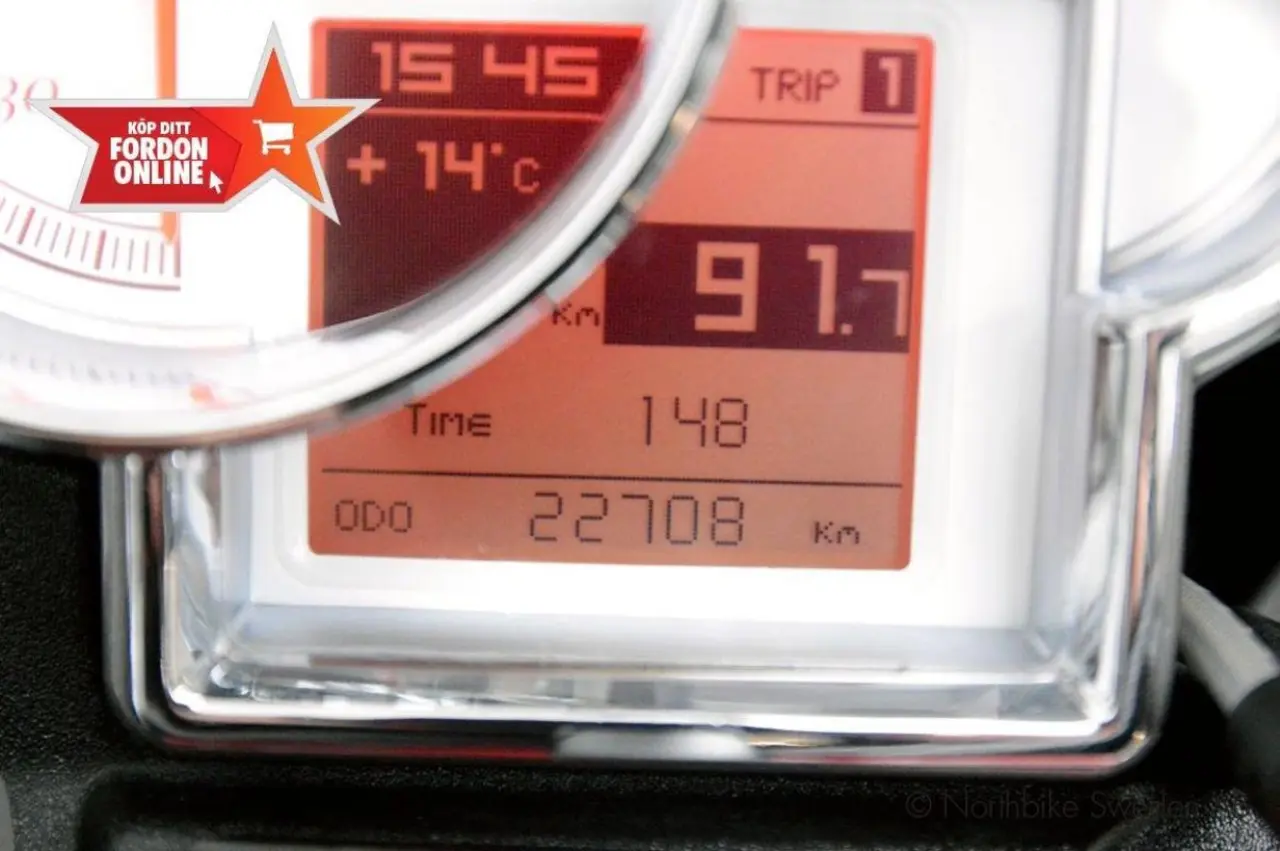 15 45
TRIP 1
30
KÖP DITT
FORDON
ONLINE
+ 14°C
Km 91.7
TIME 148
ODO 22708 Km
© Northbike Sweden